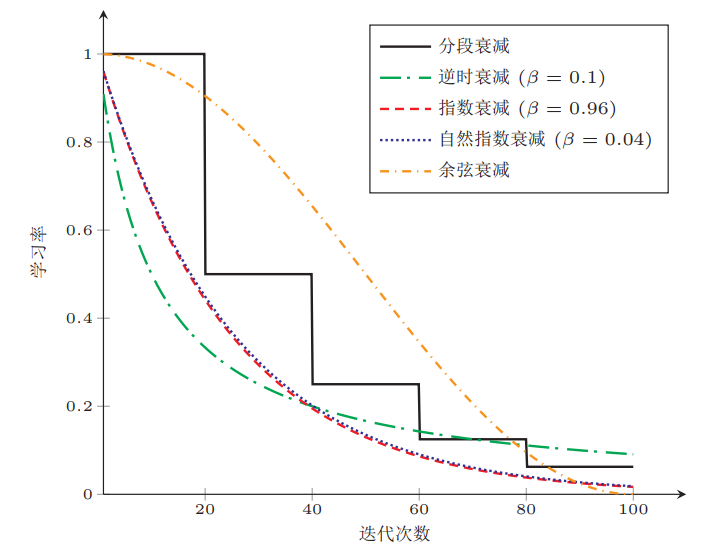 分段衰减
逆时衰减 (β = 0.1)
指数衰减 (β = 0.96)
自然指数衰减 (β = 0.04)
余弦衰减
学习率
1
0.8
0.6
0.4
0.2
0
20 40 60 80 100
迭代次数